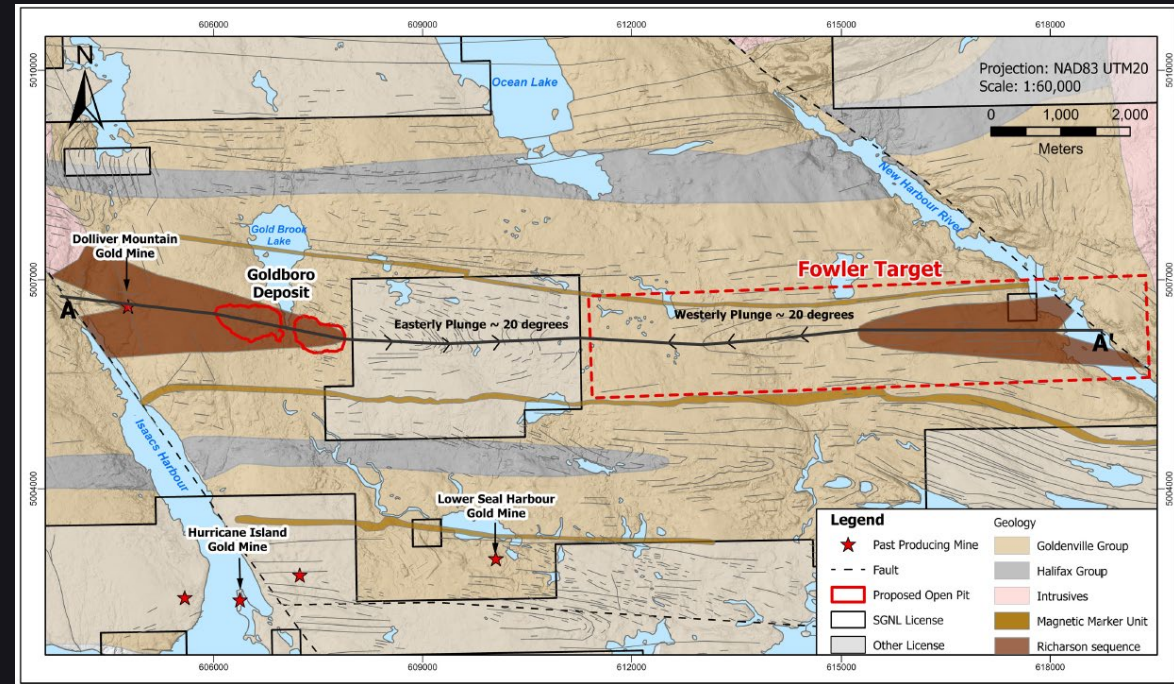 606000
609000
612000
615000
618000
5010000
5010000
N
Ocean Lake
Projection: NAD83 UTM20
Scale: 1:60,000
0 1,000 2,000
Meters
New Harbour River
Gold Brook
Lake
Dolliver Mountain
Gold Mine
Goldboro
Deposit
Fowler Target
5007000
5007000
A
Easterly Plunge ~ 20 degrees
Westerly Plunge ~ 20 degrees
A'
Isaacs Harbour
5004000
5004000
Lower Seal Harbour
Gold Mine
Hurricane Island
Gold Mine
Legend
Past Producing Mine
Fault
Proposed Open Pit
SGNL License
Other License
Geology
Goldenville Group
Halifax Group
Intrusives
Magnetic Marker Unit
Richarson sequence
606000
609000
612000
615000
618000